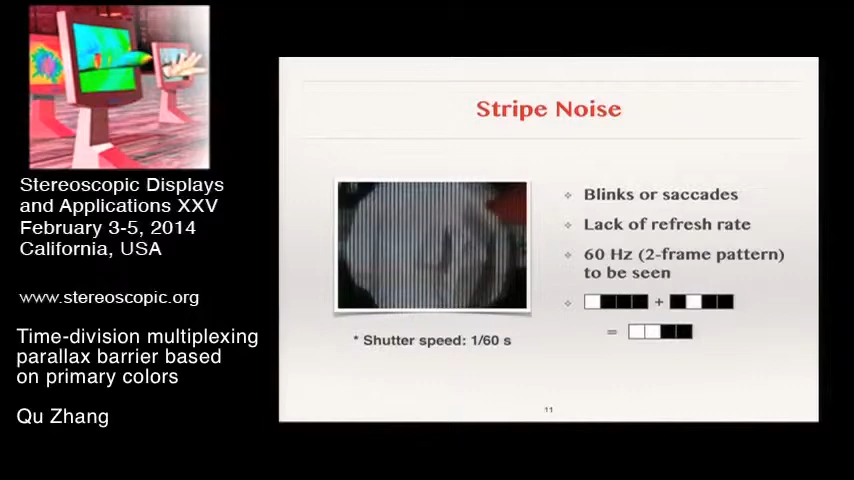 Stereoscopic Displays
and Applications XXV
February 3-5, 2014
California, USA
www.stereoscopic.org
Time-division multiplexing
parallax barrier based
on primary colors
Qu Zhang
Stripe Noise
Blinks or saccades
Lack of refresh rate
60 Hz (2-frame pattern)
to be seen
+
=
* Shutter speed: 1/60 s
11